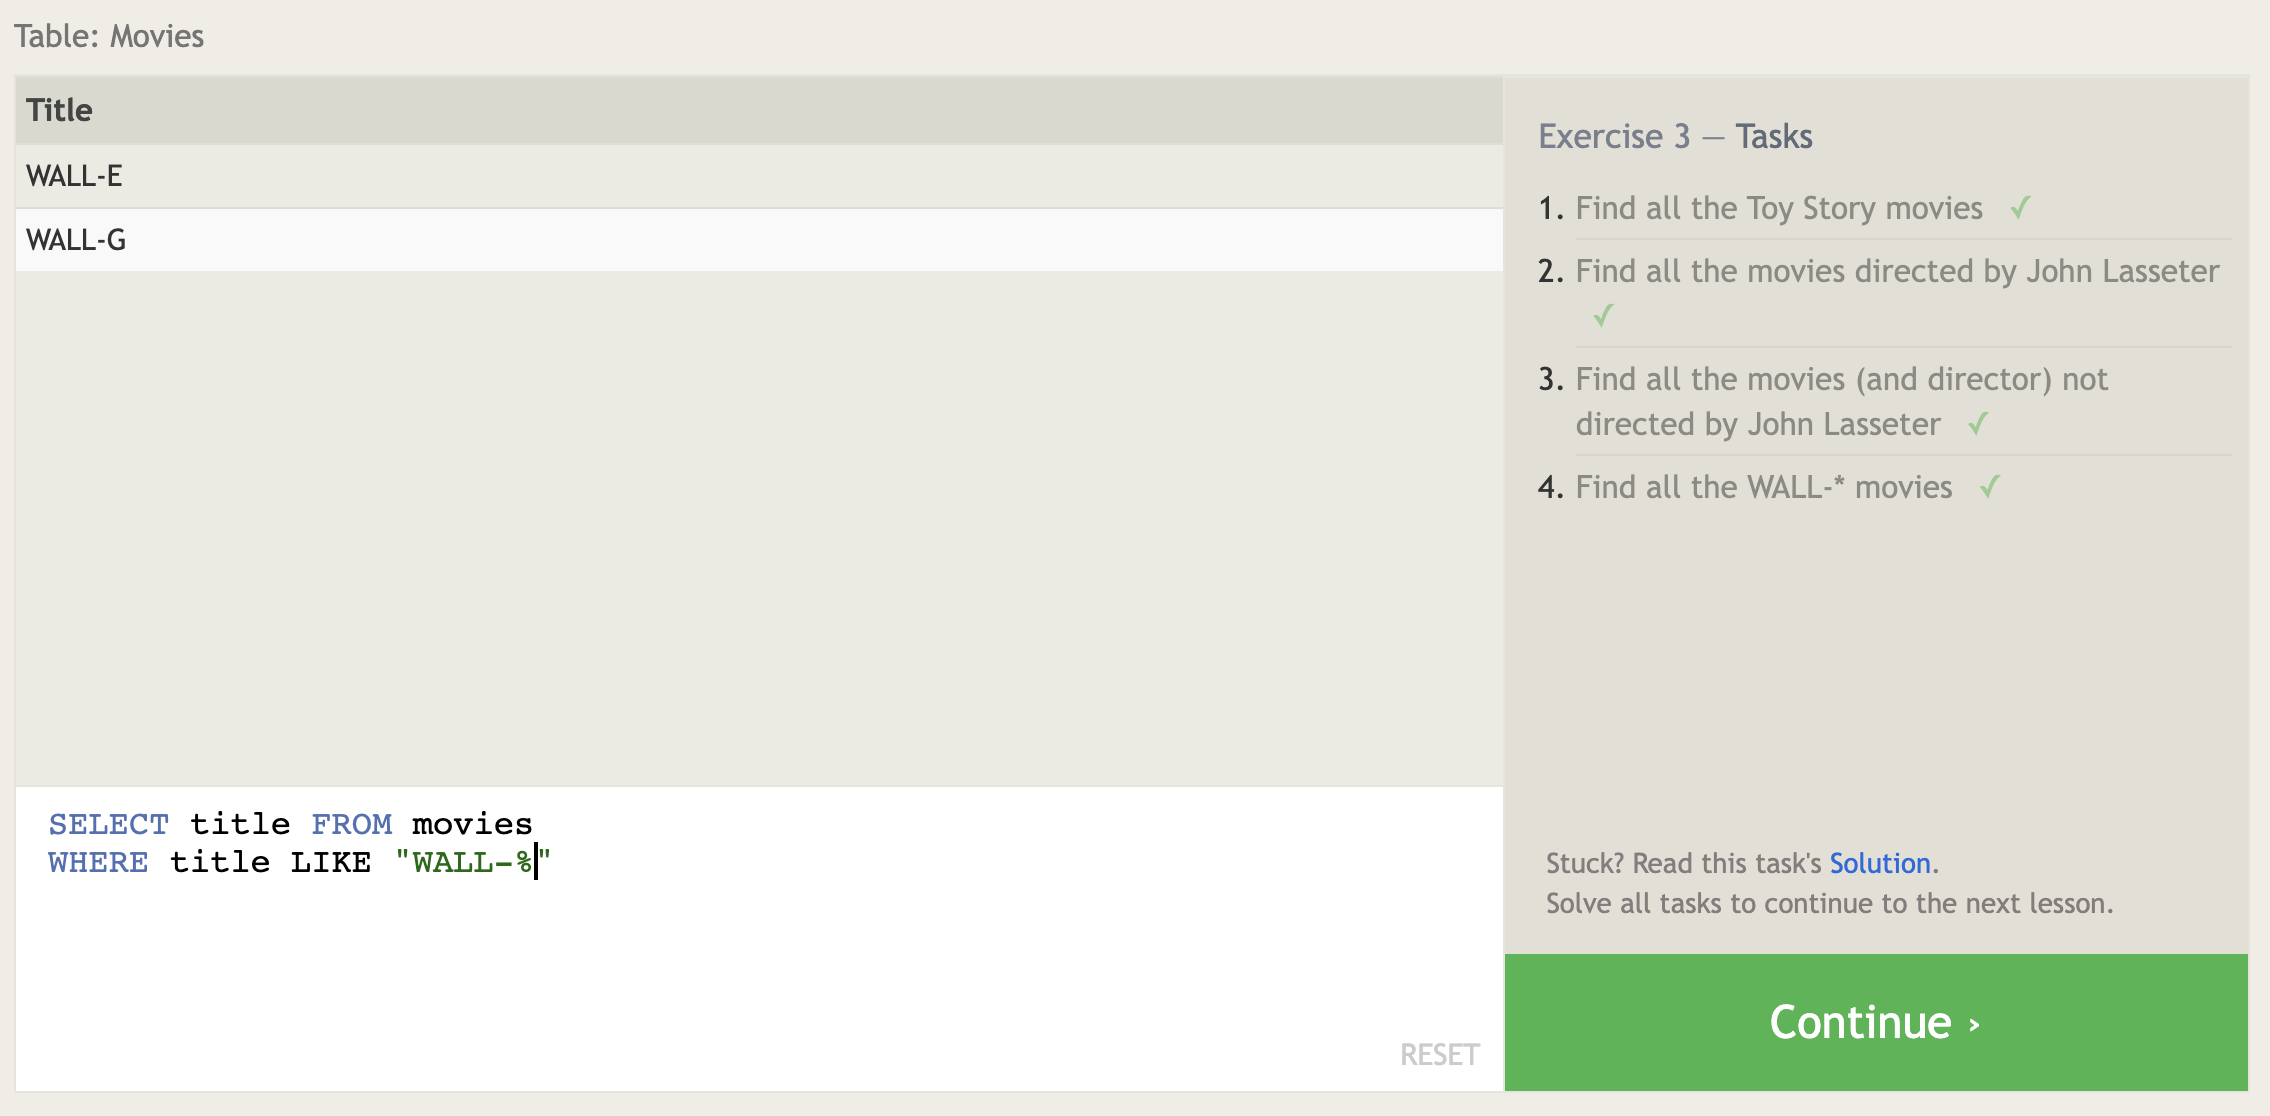 Table: Movies
Title
WALL-E
WALL-G
SELECT title FROM movies
WHERE title LIKE "WALL-%"
RESET
Exercise 3 — Tasks
1. Find all the Toy Story movies ✓
2. Find all the movies directed by John Lasseter
✓
3. Find all the movies (and director) not
directed by John Lasseter ✓
4. Find all the WALL-* movies ✓
Stuck? Read this task's Solution.
Solve all tasks to continue to the next lesson.
Continue ›